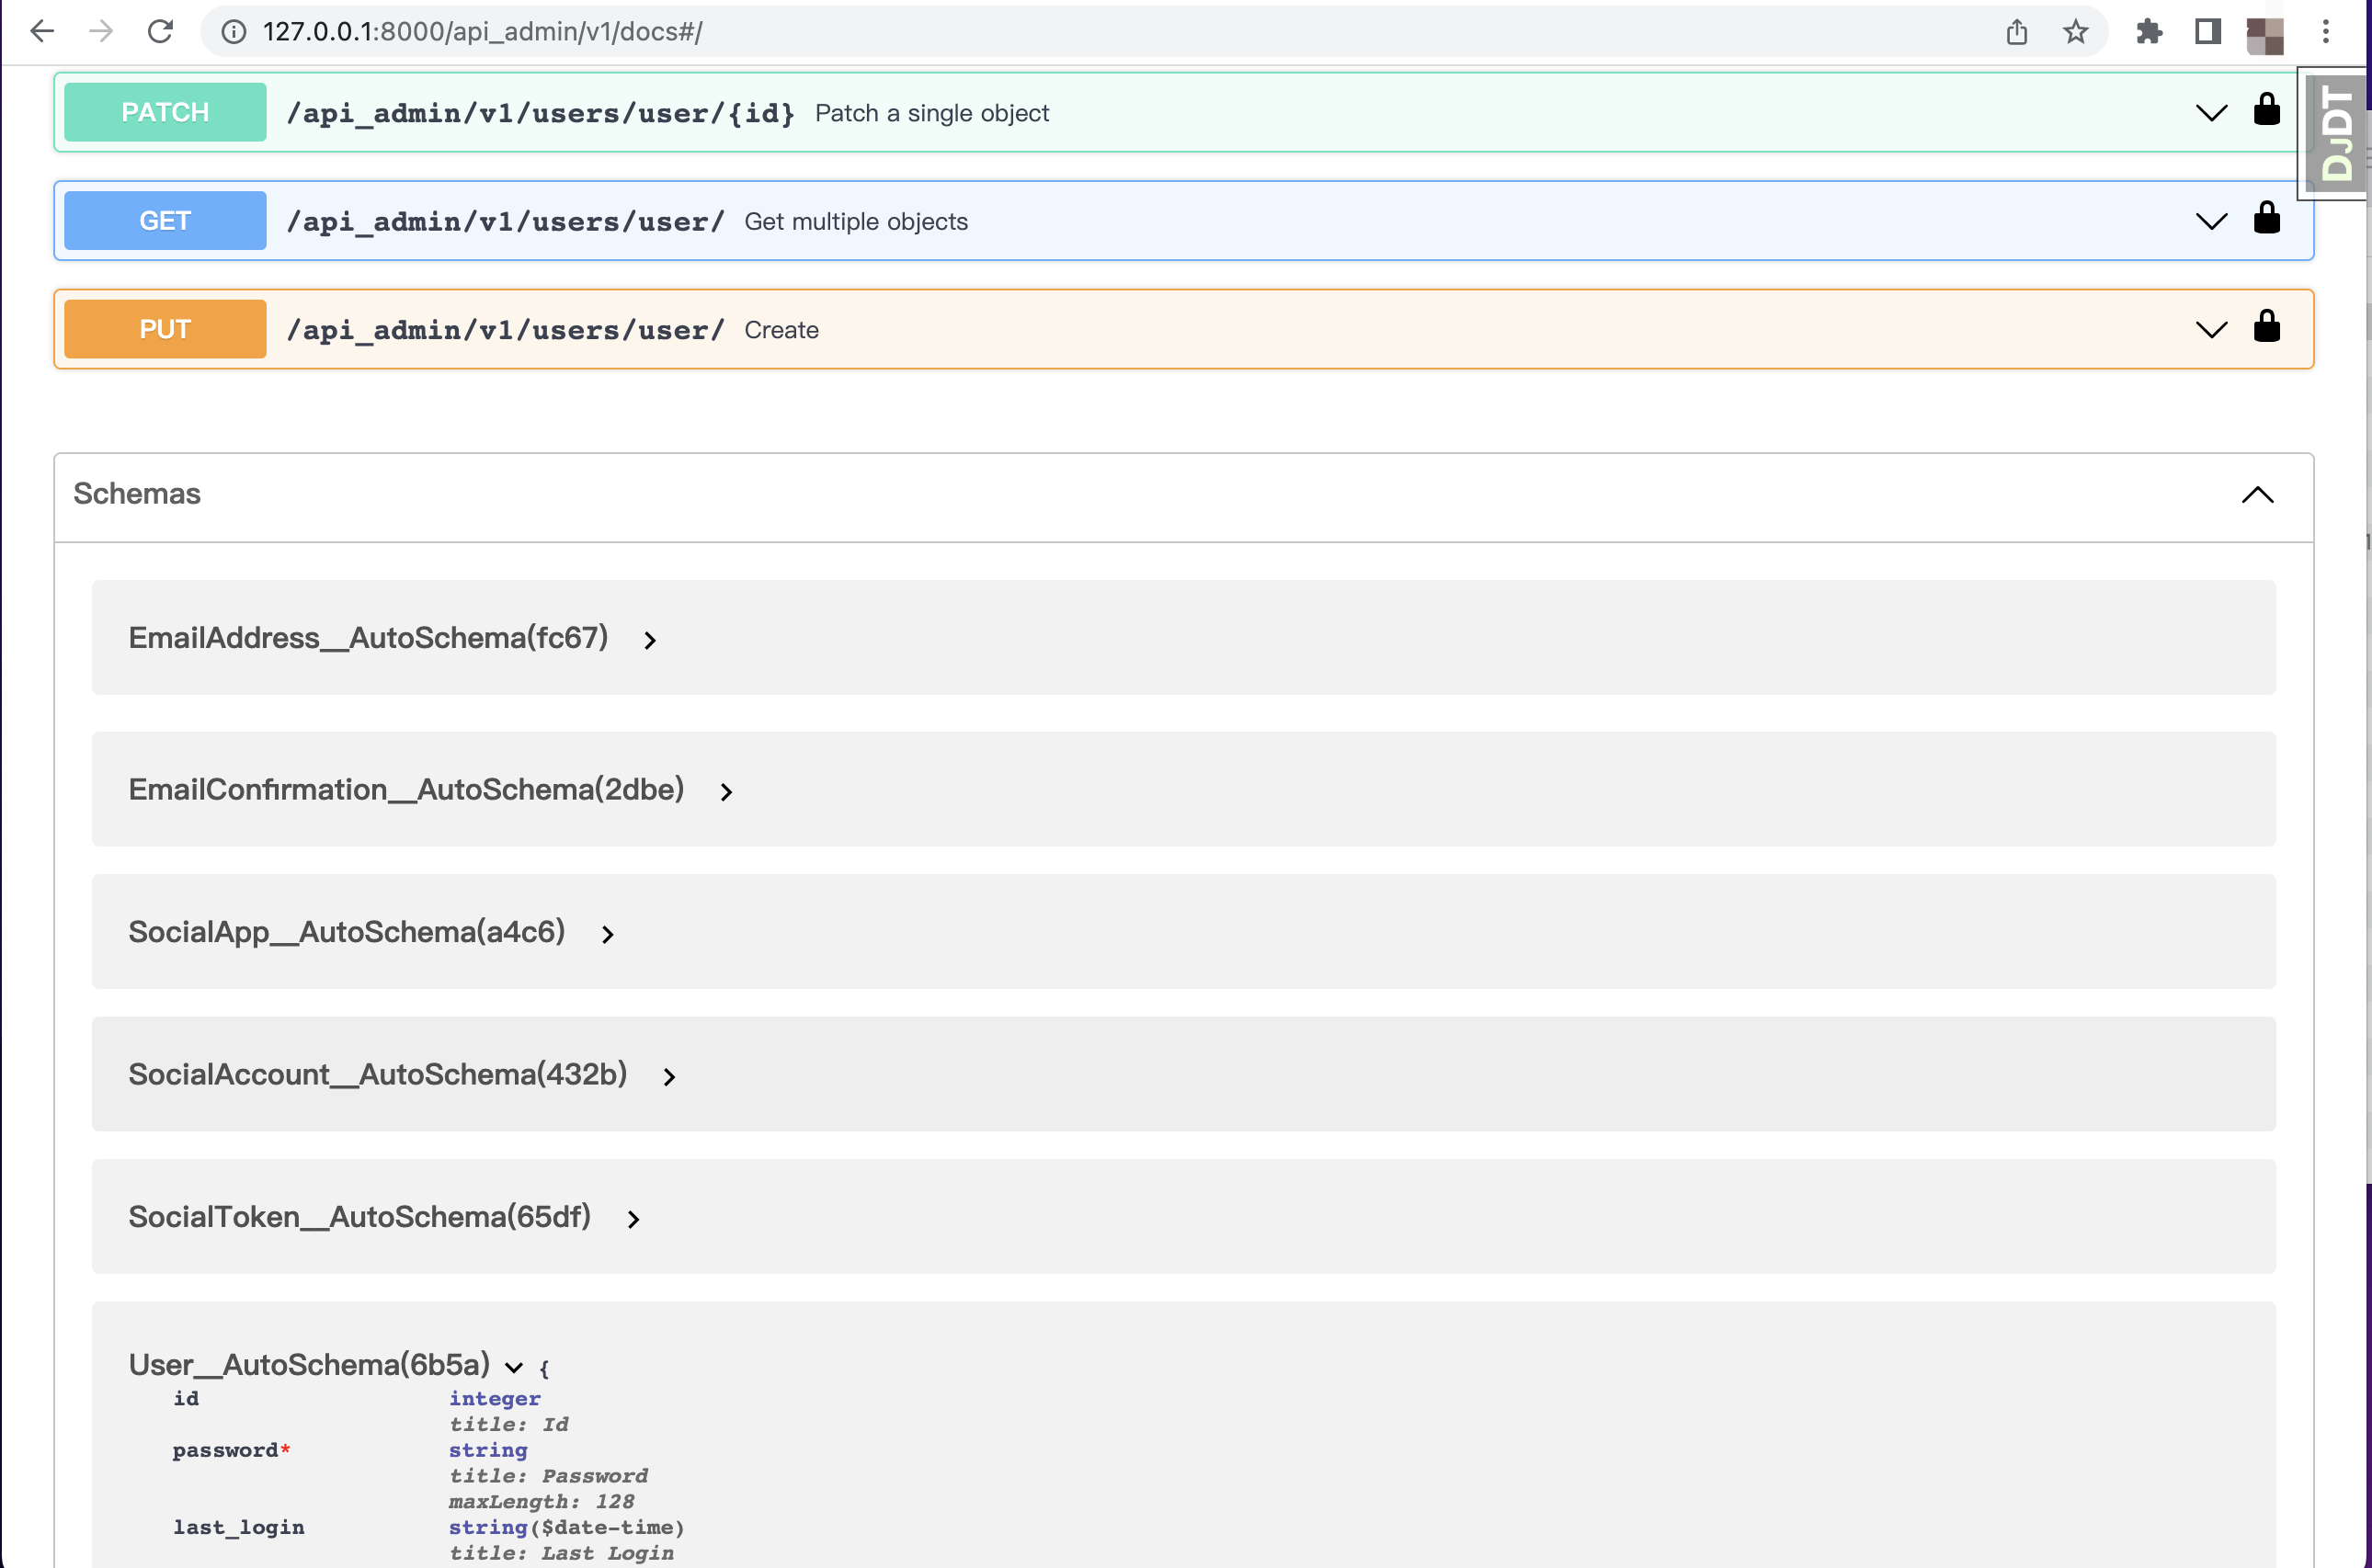 127.0.0.1:8000/api_admin/v1/docs#/
DJDT
PATCH /api_admin/v1/users/user/{id} Patch a single object
GET /api_admin/v1/users/user/ Get multiple objects
PUT /api_admin/v1/users/user/ Create
Schemas
EmailAddress__AutoSchema(fc67)
EmailConfirmation__AutoSchema(2dbe)
SocialApp__AutoSchema(a4c6)
SocialAccount__AutoSchema(432b)
SocialToken__AutoSchema(65df)
User__AutoSchema(6b5a) {
id integer
title: Id
password* string
title: Password
maxLength: 128
last_login string($date-time)
title: Last Login